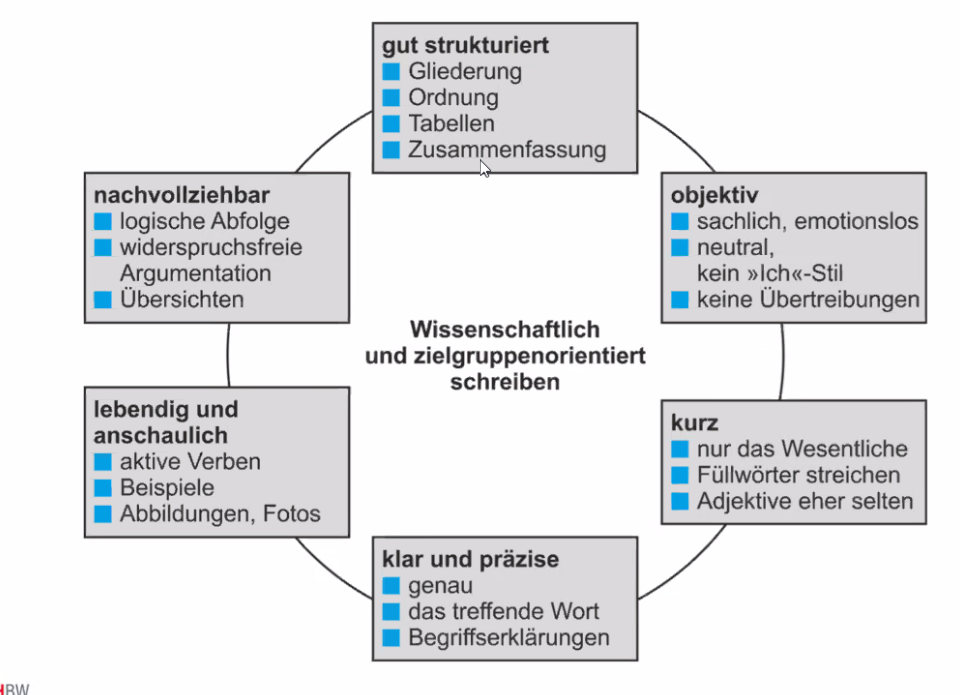 gut strukturiert
Gliederung
Ordnung
Tabellen
Zusammenfassung
nachvollziehbar
logische Abfolge
widerspruchsfreie
Argumentation
Übersichten
objektiv
sachlich, emotionslos
neutral,
kein »Ich«-Stil
keine Übertreibungen
Wissenschaftlich
und zielgruppenorientiert
schreiben
lebendig und
anschaulich
aktive Verben
Beispiele
Abbildungen, Fotos
kurz
nur das Wesentliche
Füllwörter streichen
Adjektive eher selten
klar und präzise
genau
das treffende Wort
Begriffserklärungen
HBW